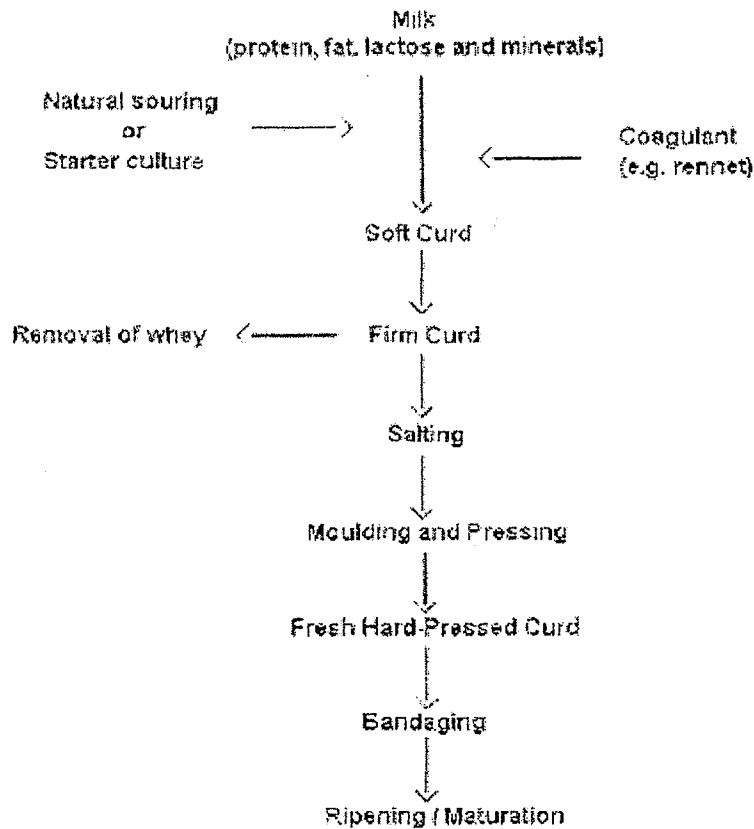 Milk
(protein, fat, lactose and minerals)
Natural souring
or
Starter culture
Coagulant
(e.g. rennet)
Soft Curd
Removal of whey
Firm Curd
Salting
Moulding and Pressing
Fresh Hard-Pressed Curd
Bandaging
Ripening / Maturation